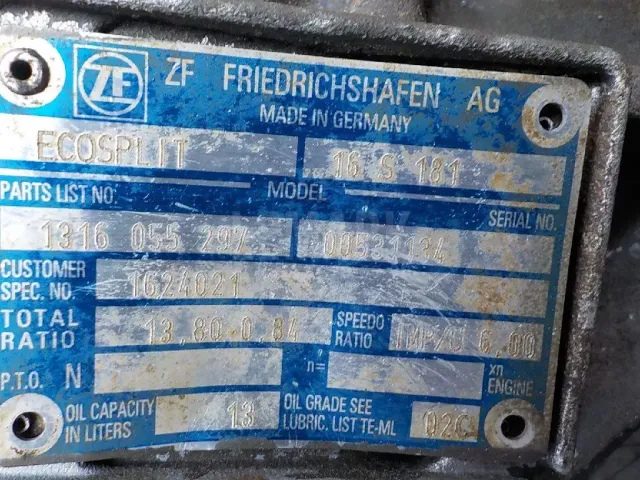 ZF ZF FRIEDRICHSHAFEN AG
MADE IN GERMANY
ECOSPLIT 16 S 181
PARTS LIST NO. MODEL SERIAL NO.
1316 055 297
CUSTOMER SPEC. NO. 1624021
TOTAL RATIO 13,80 0,84 SPEEDO RATIO IMP/U 6,00
P.T.O. N n= xn ENGINE
OIL CAPACITY IN LITERS 13 OIL GRADE SEE LUBRIC. LIST TE-ML 02C